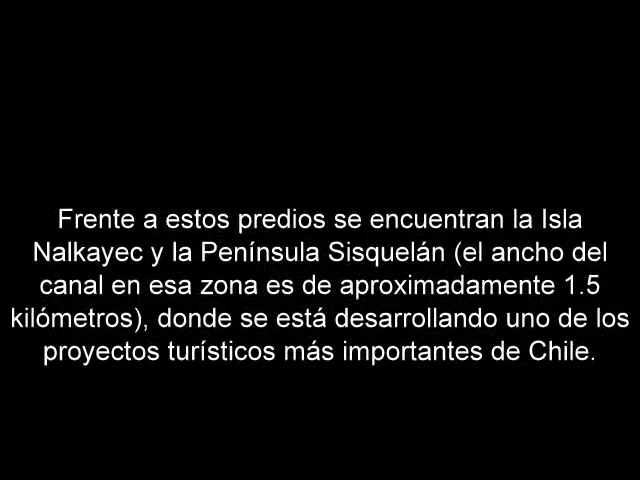 Frente a estos predios se encuentran la Isla
Nalkayec y la Península Sisquelán (el ancho del
canal en esa zona es de aproximadamente 1.5
kilómetros), donde se está desarrollando uno de los
proyectos turísticos más importantes de Chile.